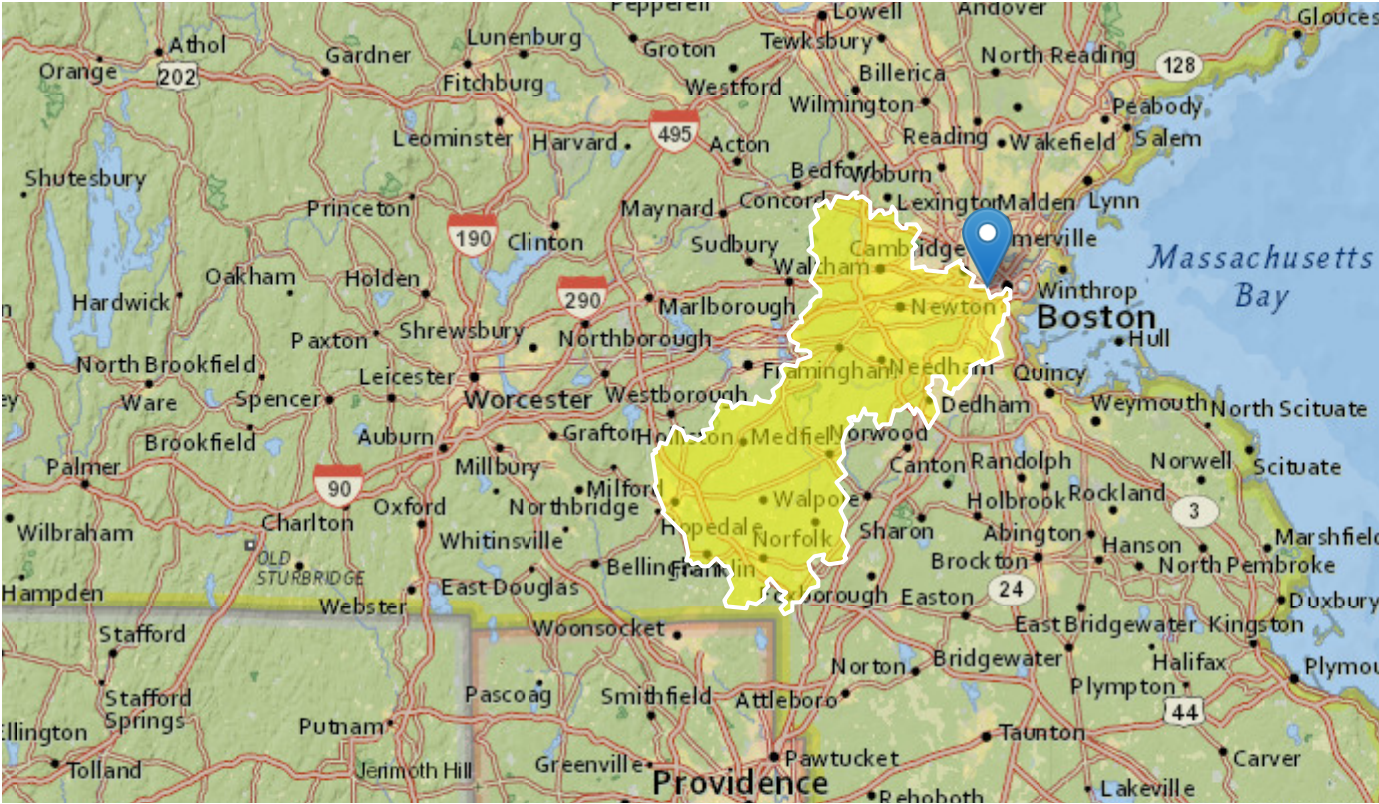 Pepperell
Lowell
Andover
Athol
Lunenburg
Groton
Tewksbury
Gardner
North Reading
Orange
202
Fitchburg
Westford
Billerica
128
Wilmington
Peabody
Leominster
Harvard
495
Acton
Reading
Wakefield
Salem
Shutesbury
Bedford
Woburn
Princeton
Maynard
Concord
Lexington
Malden
Lynn
190
Clinton
Sudbury
Cambridge
merville
Massachusetts
Bay
Oakham
Holden
Waltham
Hardwick
290
Marlborough
Newton
Winthrop
Boston
Shrewsbury
Paxton
Northborough
Hull
North Brookfield
Leicester
Framingham
Needham
Quincy
ey
Ware
Spencer
Worcester
Westborough
Dedham
Weymouth
North Scituate
Brookfield
Auburn
Grafton
Holliston
Medfield
Norwood
Palmer
Millbury
Canton
Randolph
Norwell
Scituate
90
Milford
Walpole
Holbrook
Rockland
Oxford
Northbridge
3
Wilbraham
Charlton
Whitinsville
Hopedale
Norfolk
Sharon
Abington
Hanson
Marshfiel
OLD
STURBRIDGE
Bellingham
Franklin
Brockton
North Pembroke
Hampden
East Douglas
Webster
Foxborough
Easton
24
Duxbury
Stafford
Woonsocket
East Bridgewater
Kingston
Norton
Bridgewater
Halifax
Plymou
Stafford
Springs
Pascoag
Smithfield
Attleboro
Plympton
44
Ellington
Putnam
Taunton
Tolland
Jerimoth Hill
Greenville
Pawtucket
Carver
Providence
Rehoboth
Lakeville
Glouces